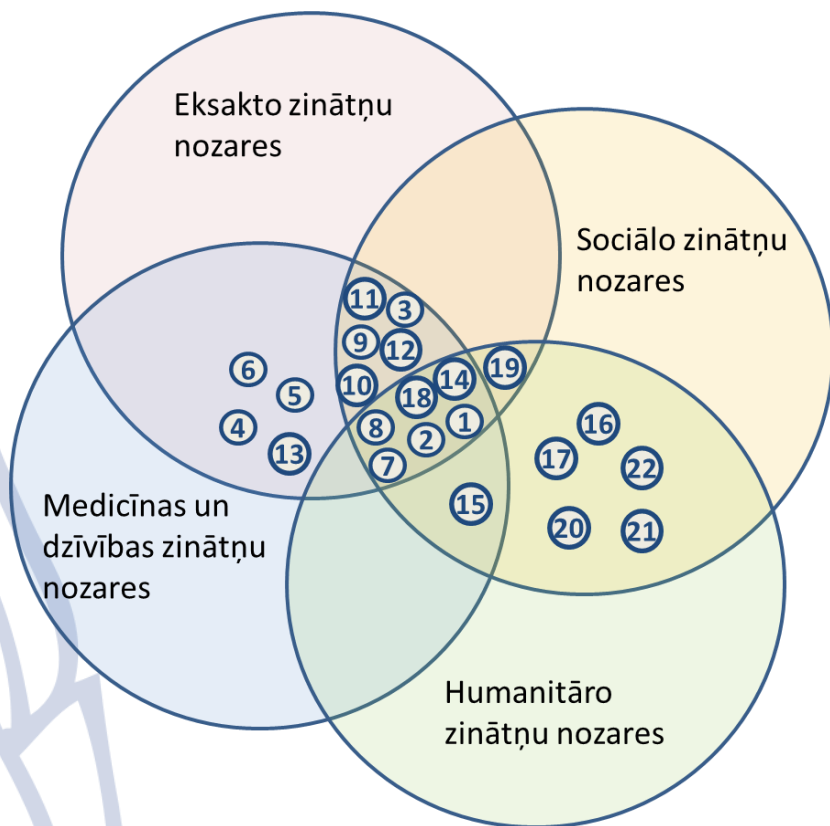 Eksakto zinātņu
nozares
Sociālo zinātņu
nozares
11
3
9
12
19
6
10
14
5
18
16
4
8
1
17
2
22
13
7
15
20
21
Medicīnas un
dzīvības zinātņu
nozares
Humanitāro
zinātņu nozares